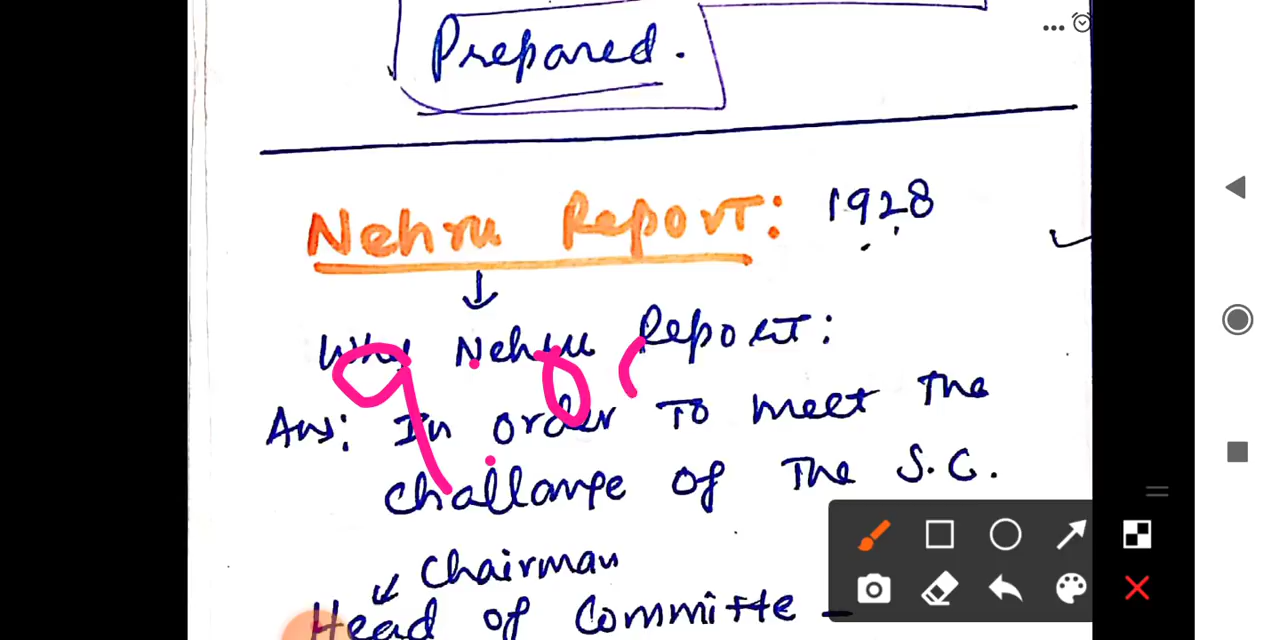 Prepared.
Nehru Report: 1928
Why Nehru Report:
Ans: In order To meet The
challange of The S.C.
Chairman
Head of Committe -